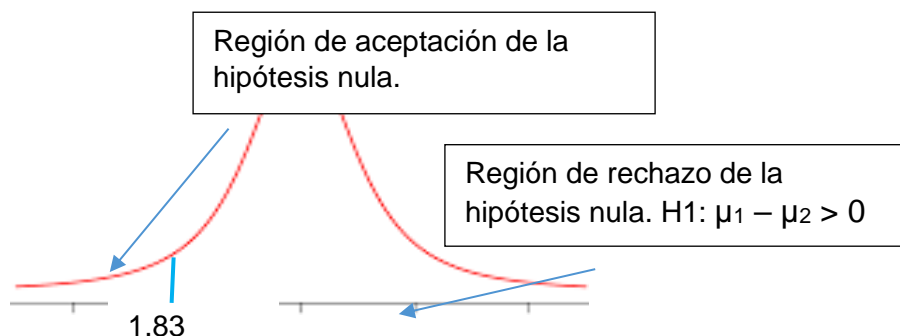 Región de aceptación de la
hipótesis nula.
Región de rechazo de la
hipótesis nula. H1: μ1 – μ2 > 0
1.83